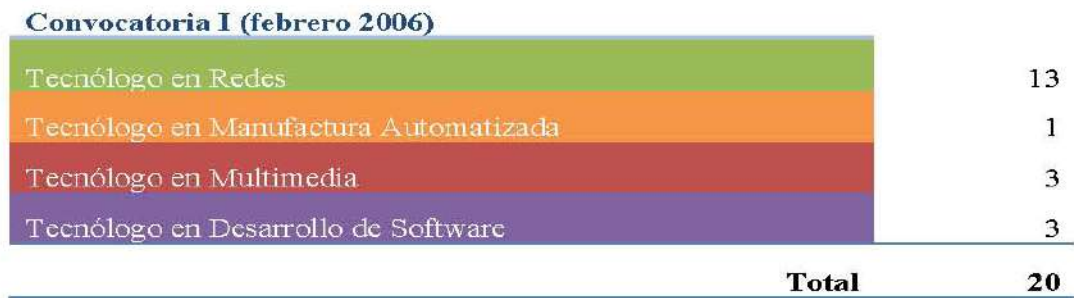 Convocatoria I (febrero 2006)
Tecnólogo en Redes 13
Tecnólogo en Manufactura Automatizada 1
Tecnólogo en Multimedia 3
Tecnólogo en Desarrollo de Software 3
Total 20